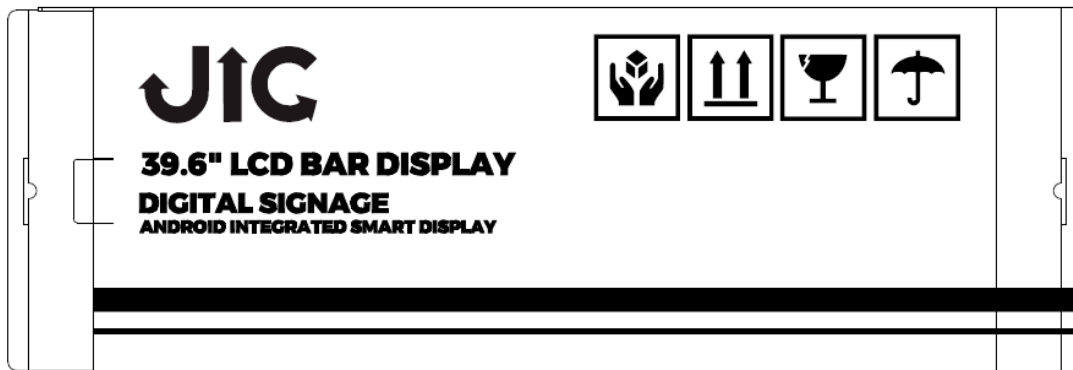 JIC
39.6" LCD BAR DISPLAY
DIGITAL SIGNAGE
ANDROID INTEGRATED SMART DISPLAY